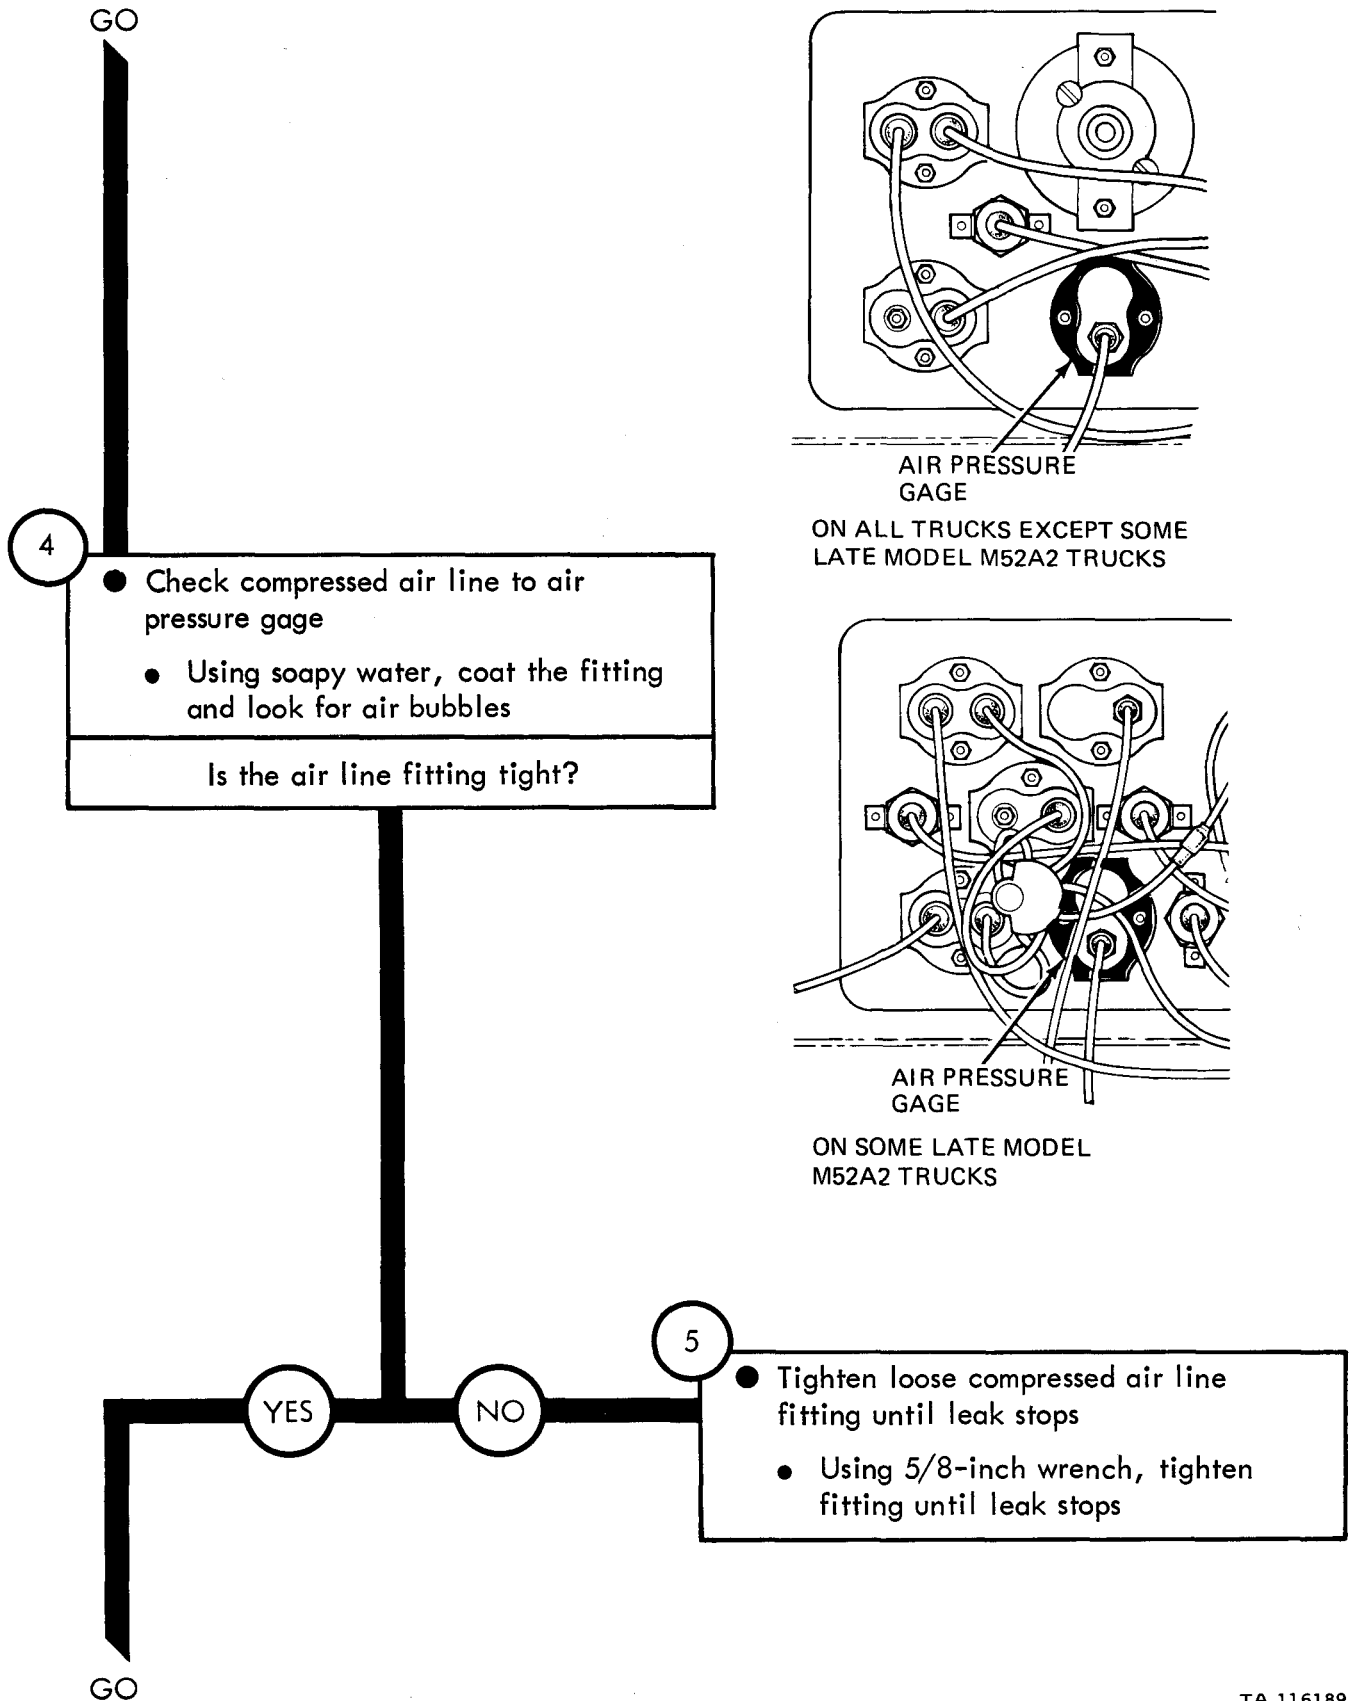 GO
AIR PRESSURE
GAGE
ON ALL TRUCKS EXCEPT SOME
LATE MODEL M52A2 TRUCKS
4
● Check compressed air line to air
pressure gage
● Using soapy water, coat the fitting
and look for air bubbles
Is the air line fitting tight?
AIR PRESSURE
GAGE
ON SOME LATE MODEL
M52A2 TRUCKS
YES
NO
5
● Tighten loose compressed air line
fitting until leak stops
● Using 5/8-inch wrench, tighten
fitting until leak stops
GO
TA 116189